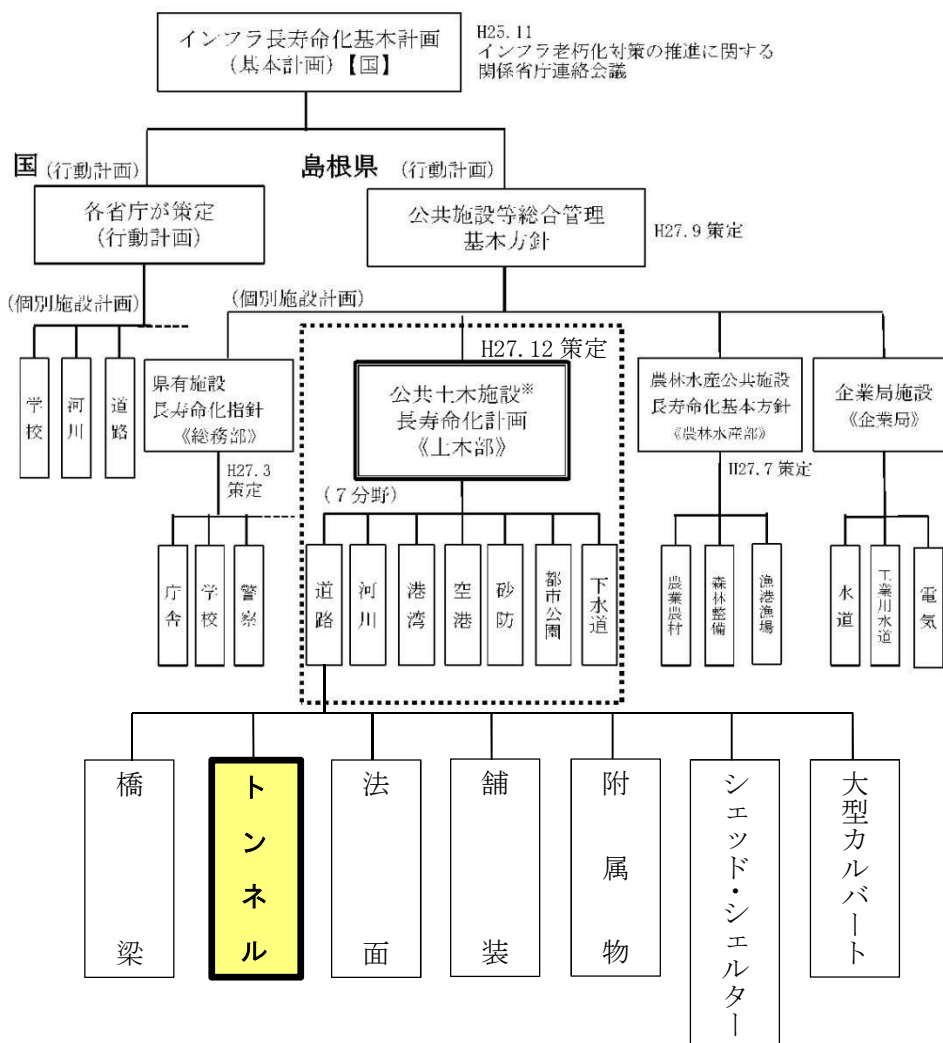 インフラ長寿命化基本計画
(基本計画)【国】
H25.11
インフラ老朽化対策の推進に関する
関係省庁連絡会議
国 (行動計画)
島根県 (行動計画)
各省庁が策定
(行動計画)
公共施設等総合管理
基本方針
H27.9 策定
(個別施設計画)
(個別施設計画)
学校
河川
道路
県有施設
長寿命化指針
《総務部》
H27.3
策定
H27.12 策定
公共土木施設※
長寿命化計画
《土木部》
農林水産公共施設
長寿命化基本方針
《農林水産部》
H27.7 策定
企業局施設
《企業局》
(7分野)
庁舎
学校
警察
道路
河川
港湾
空港
砂防
都市公園
下水道
農業農村
森林整備
漁港漁場
水道
工業川水道
電気
橋梁
トンネル
法面
舗装
附属物
シェッド・シェルター
大型カルバート